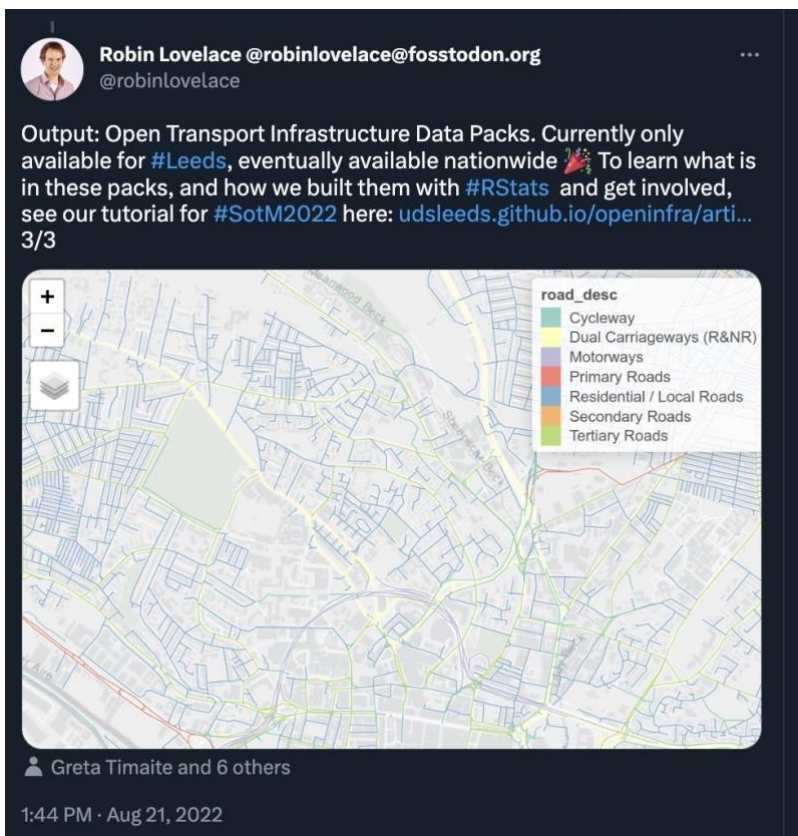 Robin Lovelace @robinlovelace@fosstodon.org
@robinlovelace
Output: Open Transport Infrastructure Data Packs. Currently only
available for #Leeds, eventually available nationwide 🎉 To learn what is
in these packs, and how we built them with #RStats and get involved,
see our tutorial for #SotM2022 here: udsleeds.github.io/openinfra/arti...
3/3
+
−
Meanwood Beck
Sheepscar Beck
road_desc
Cycleway
Dual Carriageways (R&NR)
Motorways
Primary Roads
Residential / Local Roads
Secondary Roads
Tertiary Roads
Greta Timaite and 6 others
1:44 PM · Aug 21, 2022